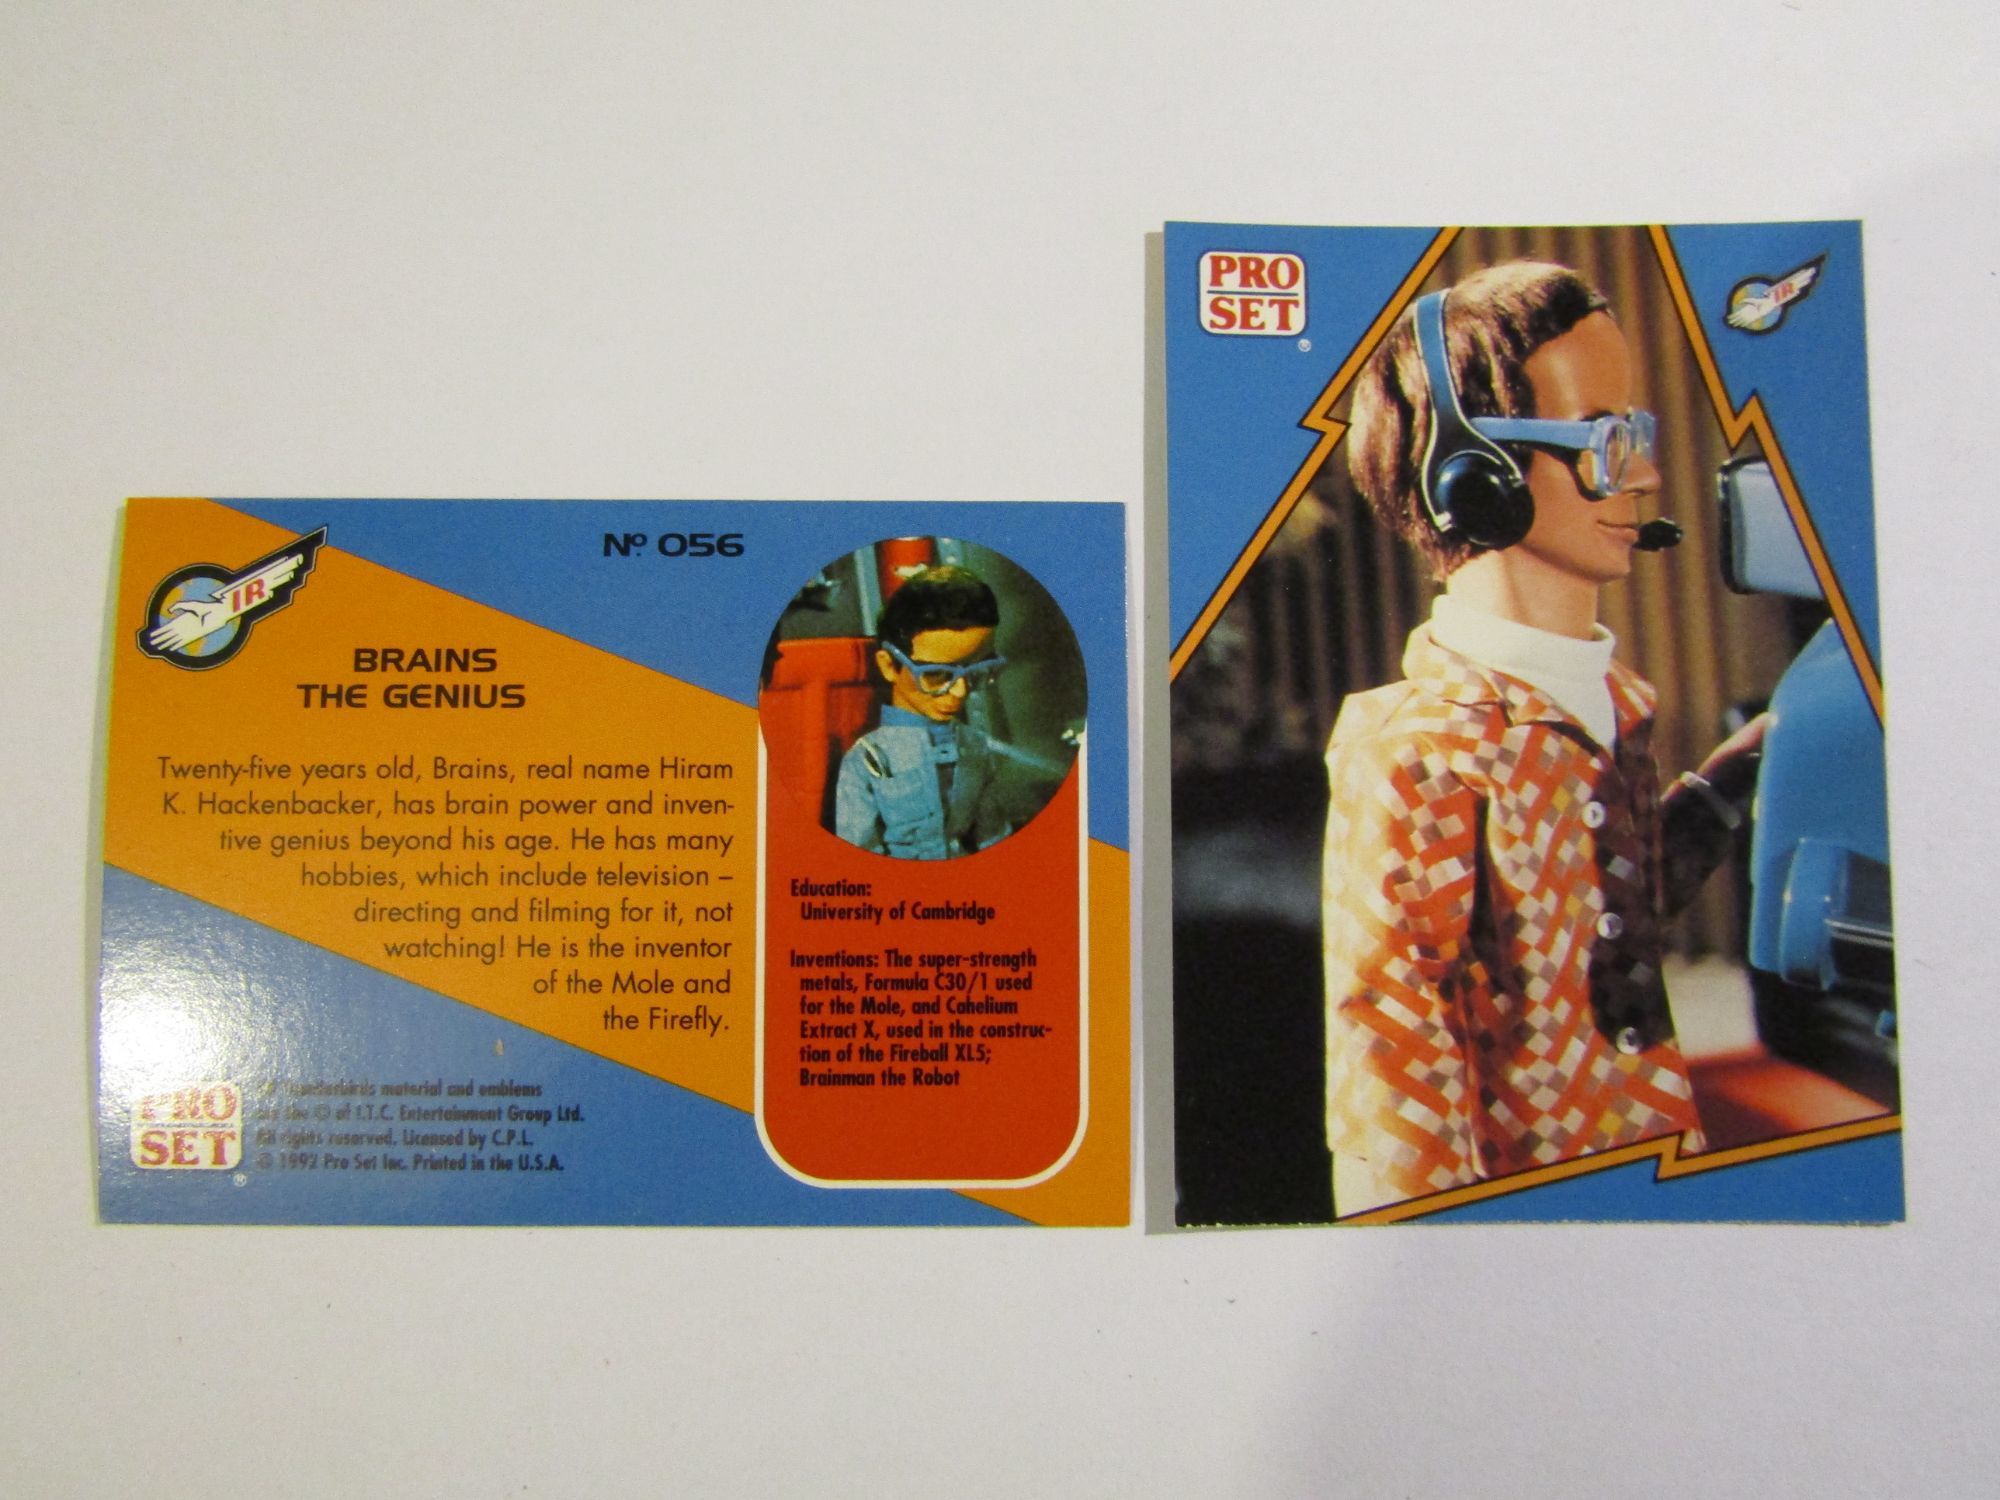 IR
Nº 056
BRAINS
THE GENIUS
Twenty-five years old, Brains, real name Hiram
K. Hackenbacker, has brain power and inven-
tive genius beyond his age. He has many
hobbies, which include television –
directing and filming for it, not
watching! He is the inventor
of the Mole and
the Firefly.
Education:
University of Cambridge
Inventions: The super-strength
metals, Formula C30/1 used
for the Mole, and Cahelium
Extract X, used in the construc-
tion of the Fireball XL5;
Brainman the Robot
PRO
SET
®
Thunderbirds material and emblems
are the © of I.T.C. Entertainment Group Ltd.
All rights reserved. Licensed by C.P.L.
© 1992 Pro Set Inc. Printed in the U.S.A.
PRO
SET
®
IR